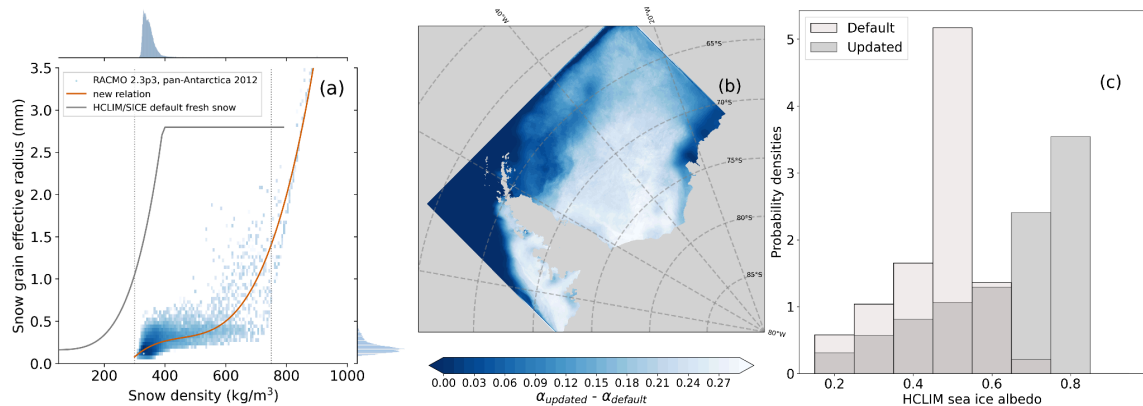 3.5
3.0
2.5
2.0
1.5
1.0
0.5
0.0
Snow grain effective radius (mm)
RACMO 2.3p3, pan-Antarctica 2012
new relation
HCLIM/SICE default fresh snow
(a)
200 400 600 800 1000
Snow density (kg/m³)
40°W
20°W
65°S
(b)
70°S
75°S
60°W
80°S
85°S
80°W
0.00 0.03 0.06 0.09 0.12 0.15 0.18 0.21 0.24 0.27
α_updated - α_default
Default
Updated
(c)
5
4
3
2
1
0
Probability densities
0.2 0.4 0.6 0.8
HCLIM sea ice albedo